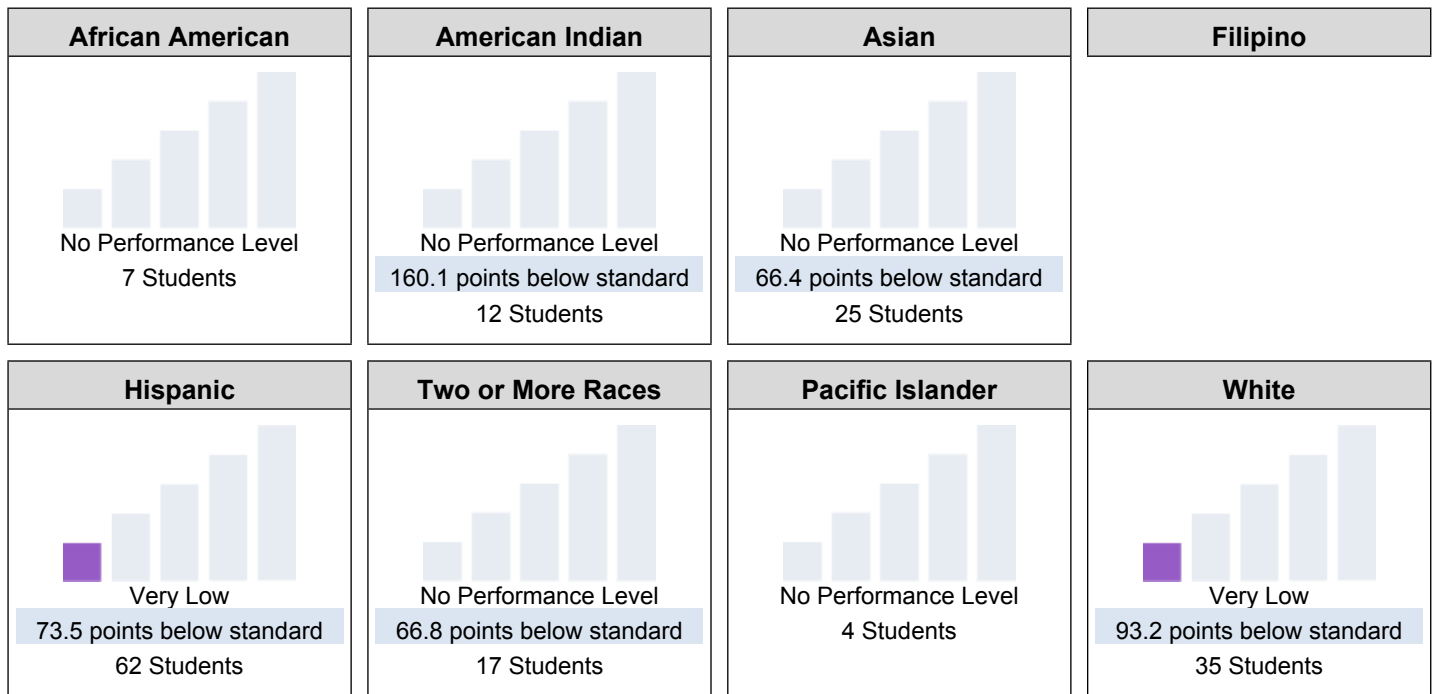 African American
No Performance Level
7 Students
American Indian
No Performance Level
160.1 points below standard
12 Students
Asian
No Performance Level
66.4 points below standard
25 Students
Filipino
Hispanic
Very Low
73.5 points below standard
62 Students
Two or More Races
No Performance Level
66.8 points below standard
17 Students
Pacific Islander
No Performance Level
4 Students
White
Very Low
93.2 points below standard
35 Students